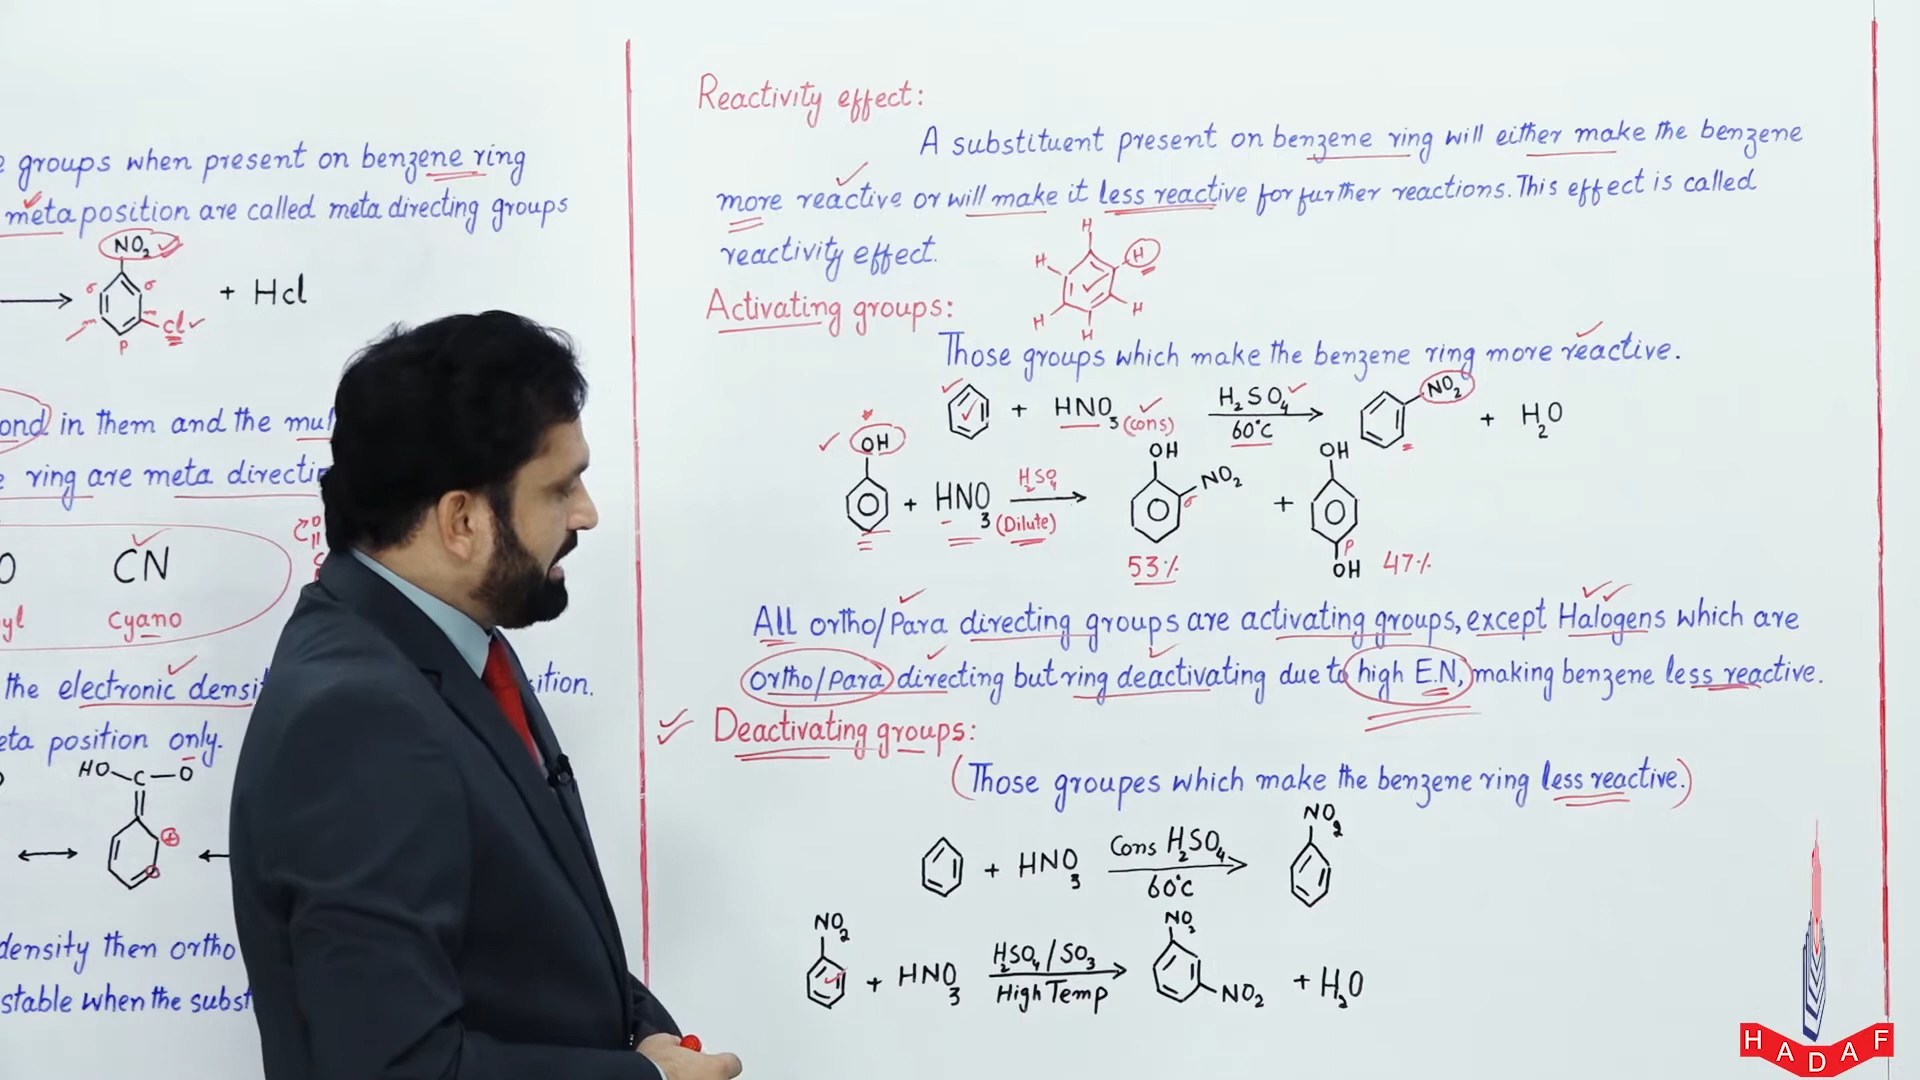 groups when present on benzene ring
meta position are called meta directing groups
NO2
σ σ
m m
Cl
P
+ HCl
ond in them and the mul
ring are meta directin
O
CN
yl
Cyano
the electronic densit
sition.
eta position only.
HO-C-O
+
density then ortho
stable when the subst
Reactivity effect:
A substituent present on benzene ring will either make the benzene
more reactive or will make it less reactive for further reactions. This effect is called
reactivity effect.
H
H H
H H
H
Activating groups:
Those groups which make the benzene ring more reactive.
+ HNO3 (cons) H2SO4 60°C NO2 + H2O
OH + HNO3 (Dilute) H2SO4 OH NO2 σ + OH P OH
53% 47%
All ortho/Para directing groups are activating groups, except Halogens which are
Ortho/Para directing but ring deactivating due to high E.N, making benzene less reactive.
Deactivating groups:
(Those groupes which make the benzene ring less reactive.)
+ HNO3 Cons H2SO4 60°C NO2
NO2 + HNO3 H2SO4/SO3 High Temp NO2 NO2 + H2O
HADAF